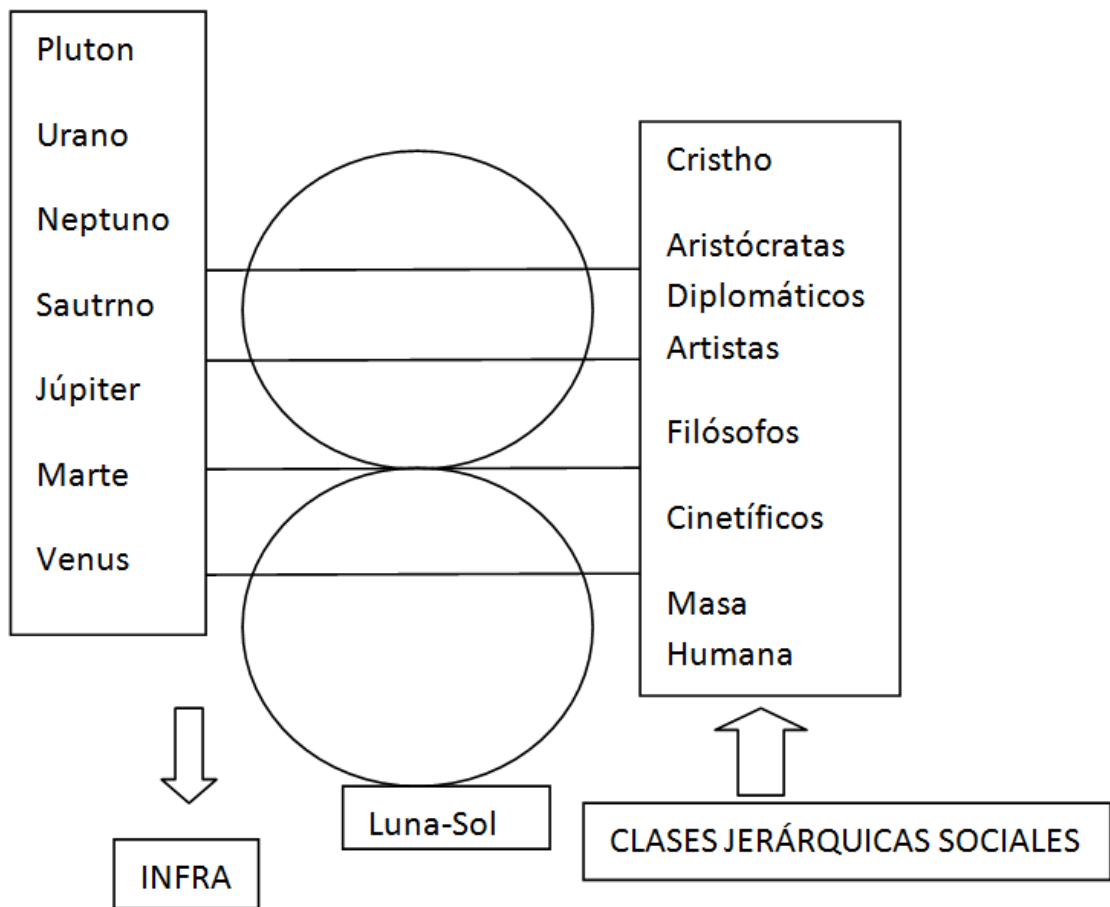 Pluton
Urano
Neptuno
Sautrno
Júpiter
Marte
Venus
Cristho
Aristócratas
Diplomáticos
Artistas
Filósofos
Cinetíficos
Masa
Humana
Luna-Sol
INFRA
CLASES JERÁRQUICAS SOCIALES